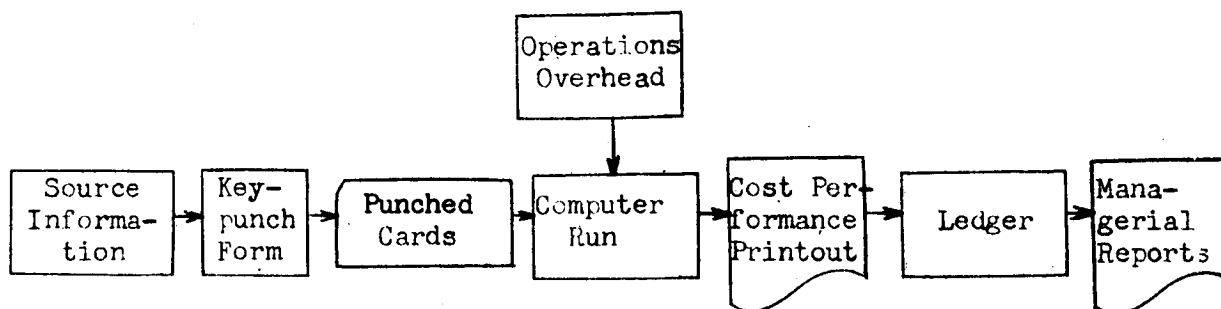 Operations
Overhead
Source
Informa-
tion
Key-
punch
Form
Punched
Cards
Computer
Run
Cost Per-
formance
Printout
Ledger
Mana-
gerial
Reports